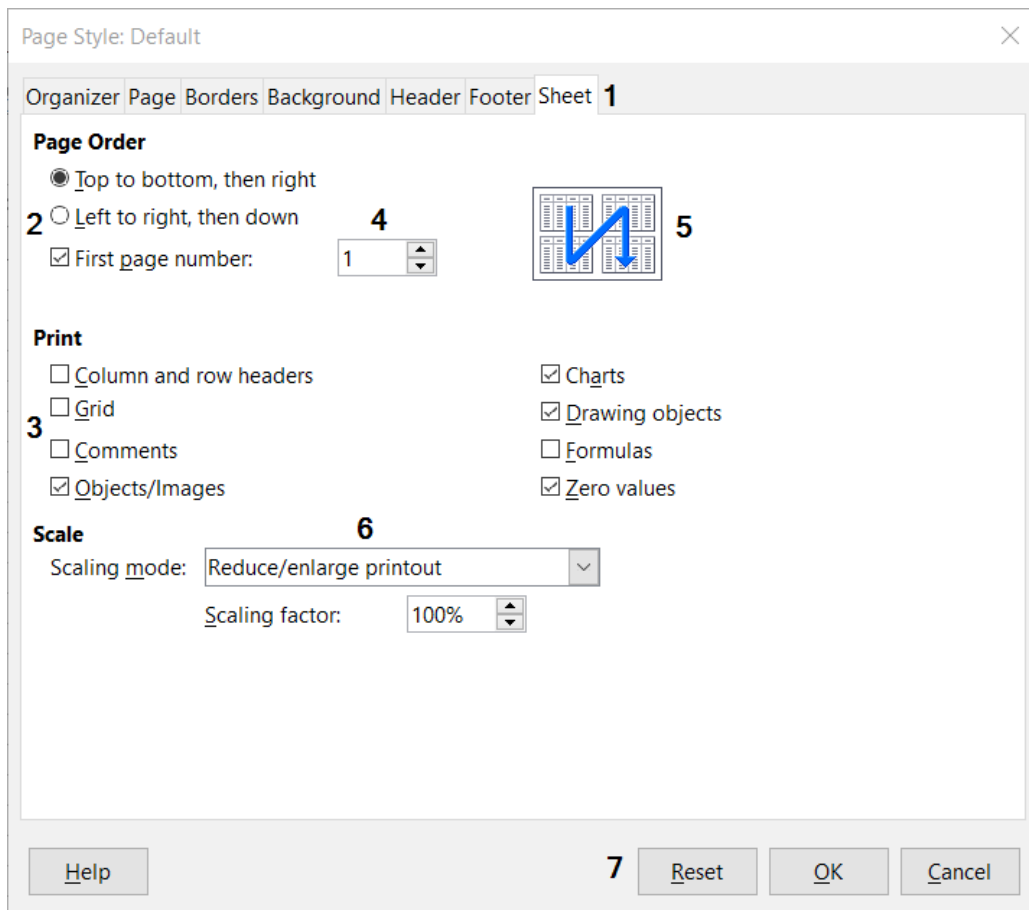 Page Style: Default
Organizer Page Borders Background Header Footer Sheet 1
Page Order
Top to bottom, then right
2 Left to right, then down 4 5
First page number: 1
Print
Column and row headers Charts
Grid Drawing objects
3
Comments Formulas
Objects/Images Zero values
Scale 6
Scaling mode: Reduce/enlarge printout
Scaling factor: 100%
Help 7 Reset OK Cancel